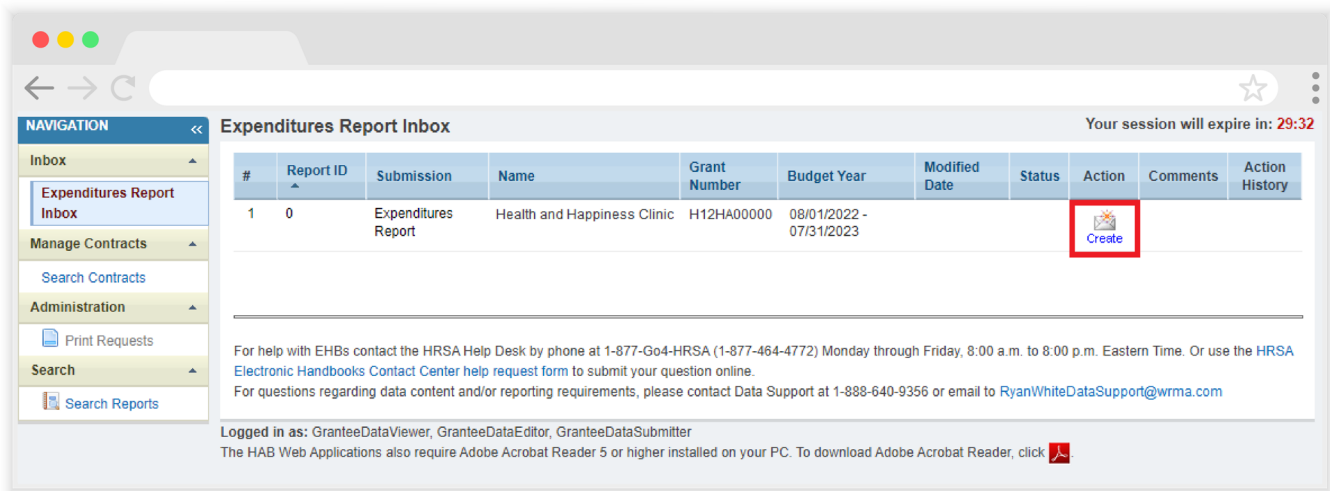 NAVIGATION «
Inbox
Expenditures Report
Inbox
Manage Contracts
Search Contracts
Administration
Print Requests
Search
Search Reports
Expenditures Report Inbox
Your session will expire in: 29:32
# Report ID Submission Name Grant Number Budget Year Modified Date Status Action Comments Action History
1 0 Expenditures Report Health and Happiness Clinic H12HA00000 08/01/2022 - 07/31/2023 Create
For help with EHBs contact the HRSA Help Desk by phone at 1-877-Go4-HRSA (1-877-464-4772) Monday through Friday, 8:00 a.m. to 8:00 p.m. Eastern Time. Or use the HRSA
Electronic Handbooks Contact Center help request form to submit your question online.
For questions regarding data content and/or reporting requirements, please contact Data Support at 1-888-640-9356 or email to RyanWhiteDataSupport@wrma.com
Logged in as: GranteeDataViewer, GranteeDataEditor, GranteeDataSubmitter
The HAB Web Applications also require Adobe Acrobat Reader 5 or higher installed on your PC. To download Adobe Acrobat Reader, click .